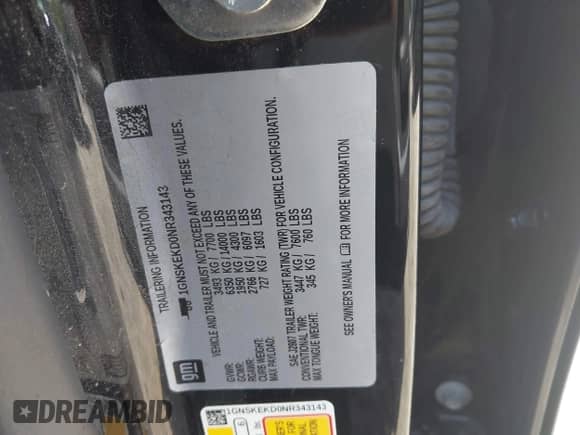 TRAILERING INFORMATION
1GNSKEKD0NR343143
VEHICLE AND TRAILER MUST NOT EXCEED ANY OF THESE VALUES.
GVWR: 3493 KG / 7700 LBS
GCWR: 6350 KG / 14000 LBS
RGAWR: 1950 KG / 4300 LBS
CURB WEIGHT: 2766 KG / 6097 LBS
MAX PAYLOAD: 727 KG / 1603 LBS
SAE J2807 TRAILER WEIGHT RATING (TWR) FOR VEHICLE CONFIGURATION.
CONVENTIONAL TWR: 3447 KG / 7600 LBS
MAX TONGUE WEIGHT: 345 KG / 760 LBS
SEE OWNER'S MANUAL FOR MORE INFORMATION
gm
1GNSKEKD0NR343143
6
DREAMBID